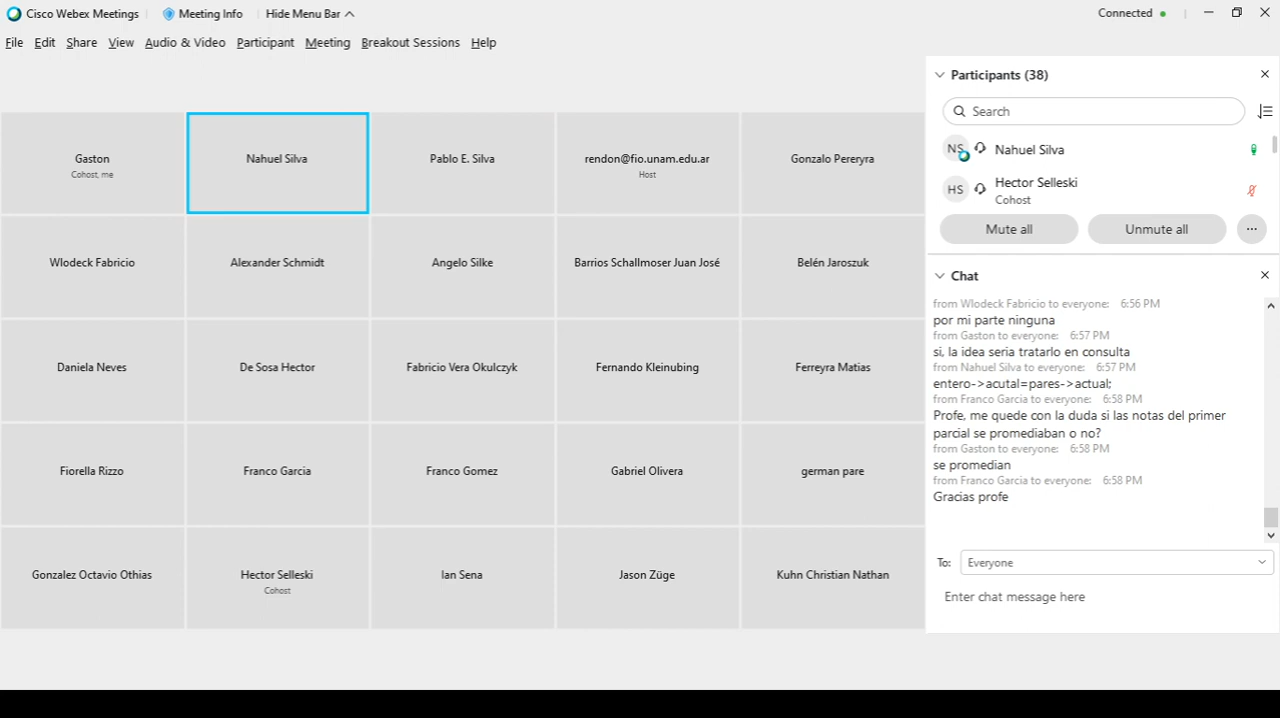 Cisco Webex Meetings
Meeting Info
Hide Menu Bar
Connected
File Edit Share View Audio & Video Participant Meeting Breakout Sessions Help
Gaston
Cohost, me
Nahuel Silva
Pablo E. Silva
rendon@fio.unam.edu.ar
Host
Gonzalo Pereryra
Wlodeck Fabricio
Alexander Schmidt
Angelo Silke
Barrios Schallmoser Juan José
Belén Jaroszuk
Daniela Neves
De Sosa Hector
Fabricio Vera Okulczyk
Fernando Kleinubing
Ferreyra Matias
Fiorella Rizzo
Franco Garcia
Franco Gomez
Gabriel Olivera
german pare
Gonzalez Octavio Othias
Hector Selleski
Cohost
Ian Sena
Jason Züge
Kuhn Christian Nathan
Participants (38)
Search
NS Nahuel Silva
HS Hector Selleski
Cohost
Mute all
Unmute all
Chat
from Wlodeck Fabricio to everyone: 6:56 PM
por mi parte ninguna
from Gaston to everyone: 6:57 PM
si, la idea seria tratarlo en consulta
from Nahuel Silva to everyone: 6:57 PM
entero->acutal=pares->actual;
from Franco Garcia to everyone: 6:58 PM
Profe, me quede con la duda si las notas del primer
parcial se promediaban o no?
from Gaston to everyone: 6:58 PM
se promedian
from Franco Garcia to everyone: 6:58 PM
Gracias profe
To: Everyone
Enter chat message here